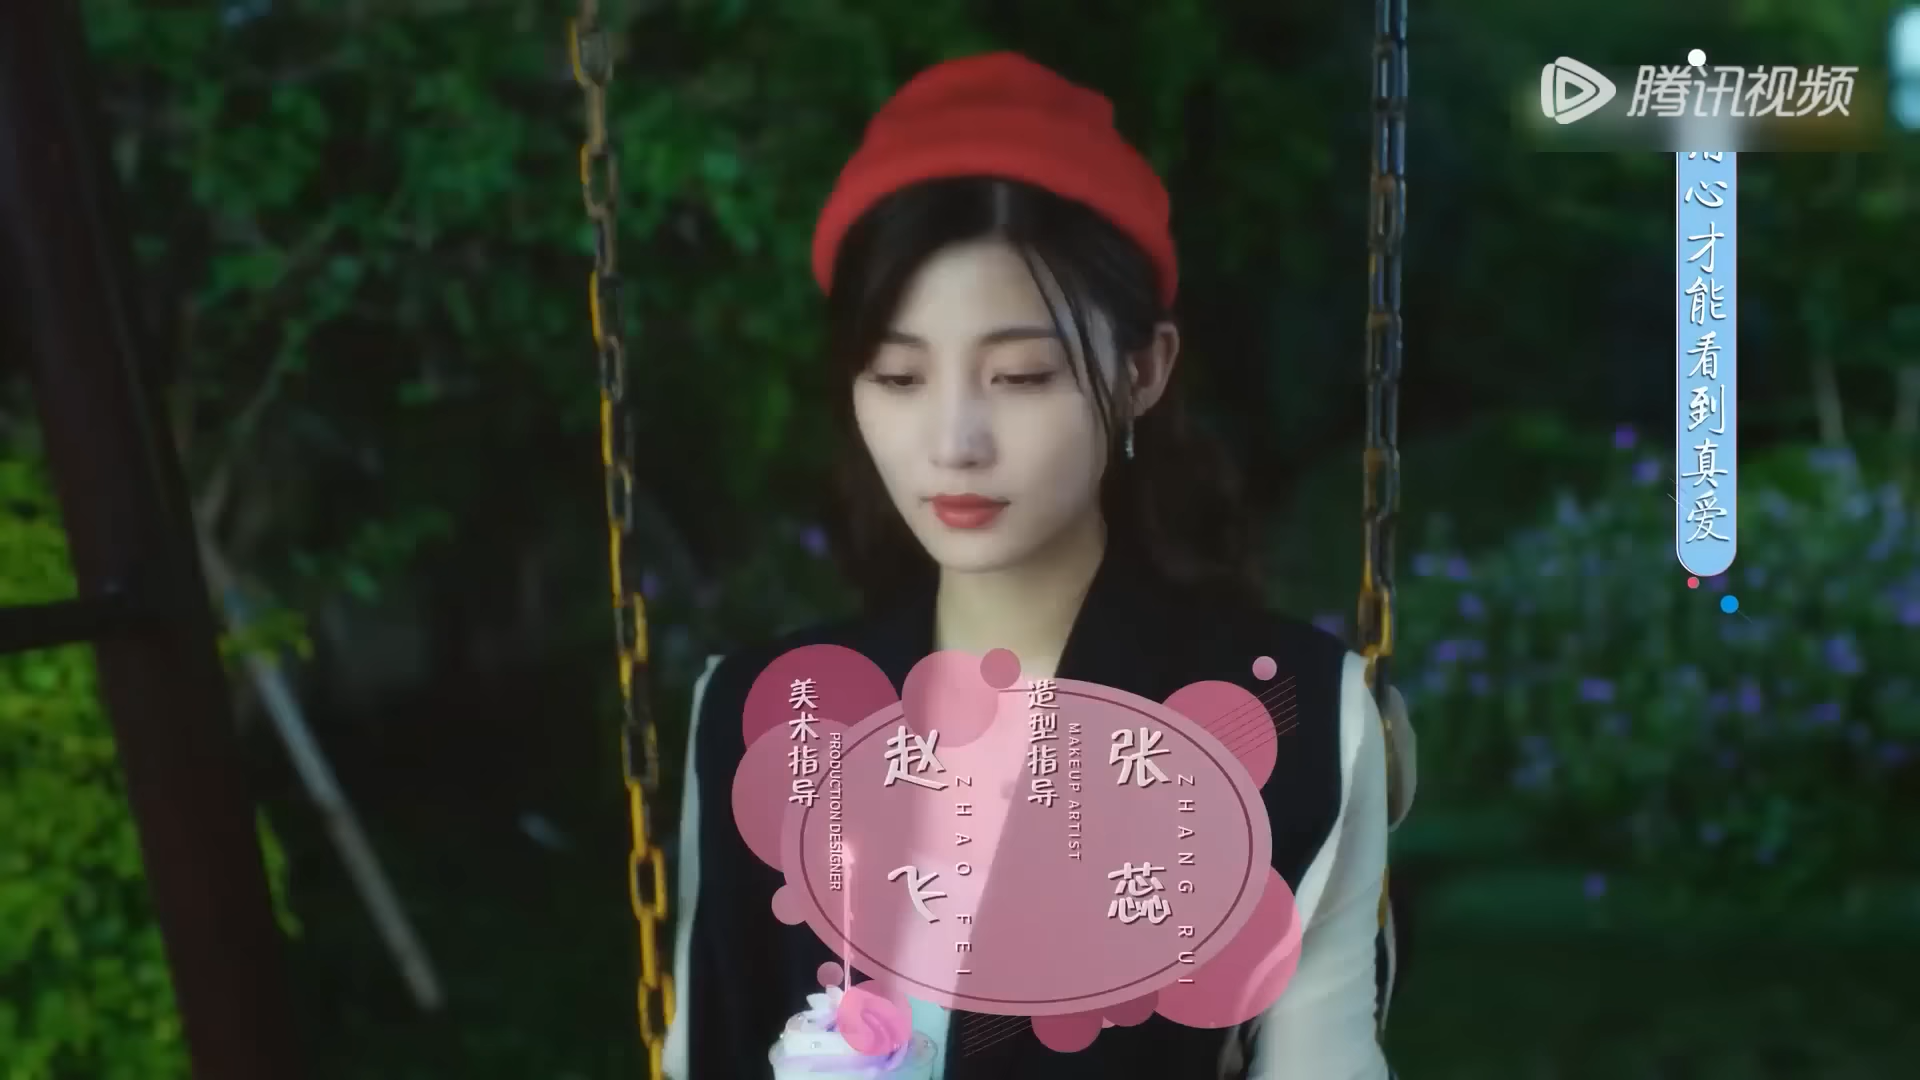 腾讯视频
心才能看到真爱
美术指导
PRODUCTION DESIGNER
赵飞
ZHAO FEI
造型指导
MAKEUP ARTIST
张蕊
ZHANG RUI